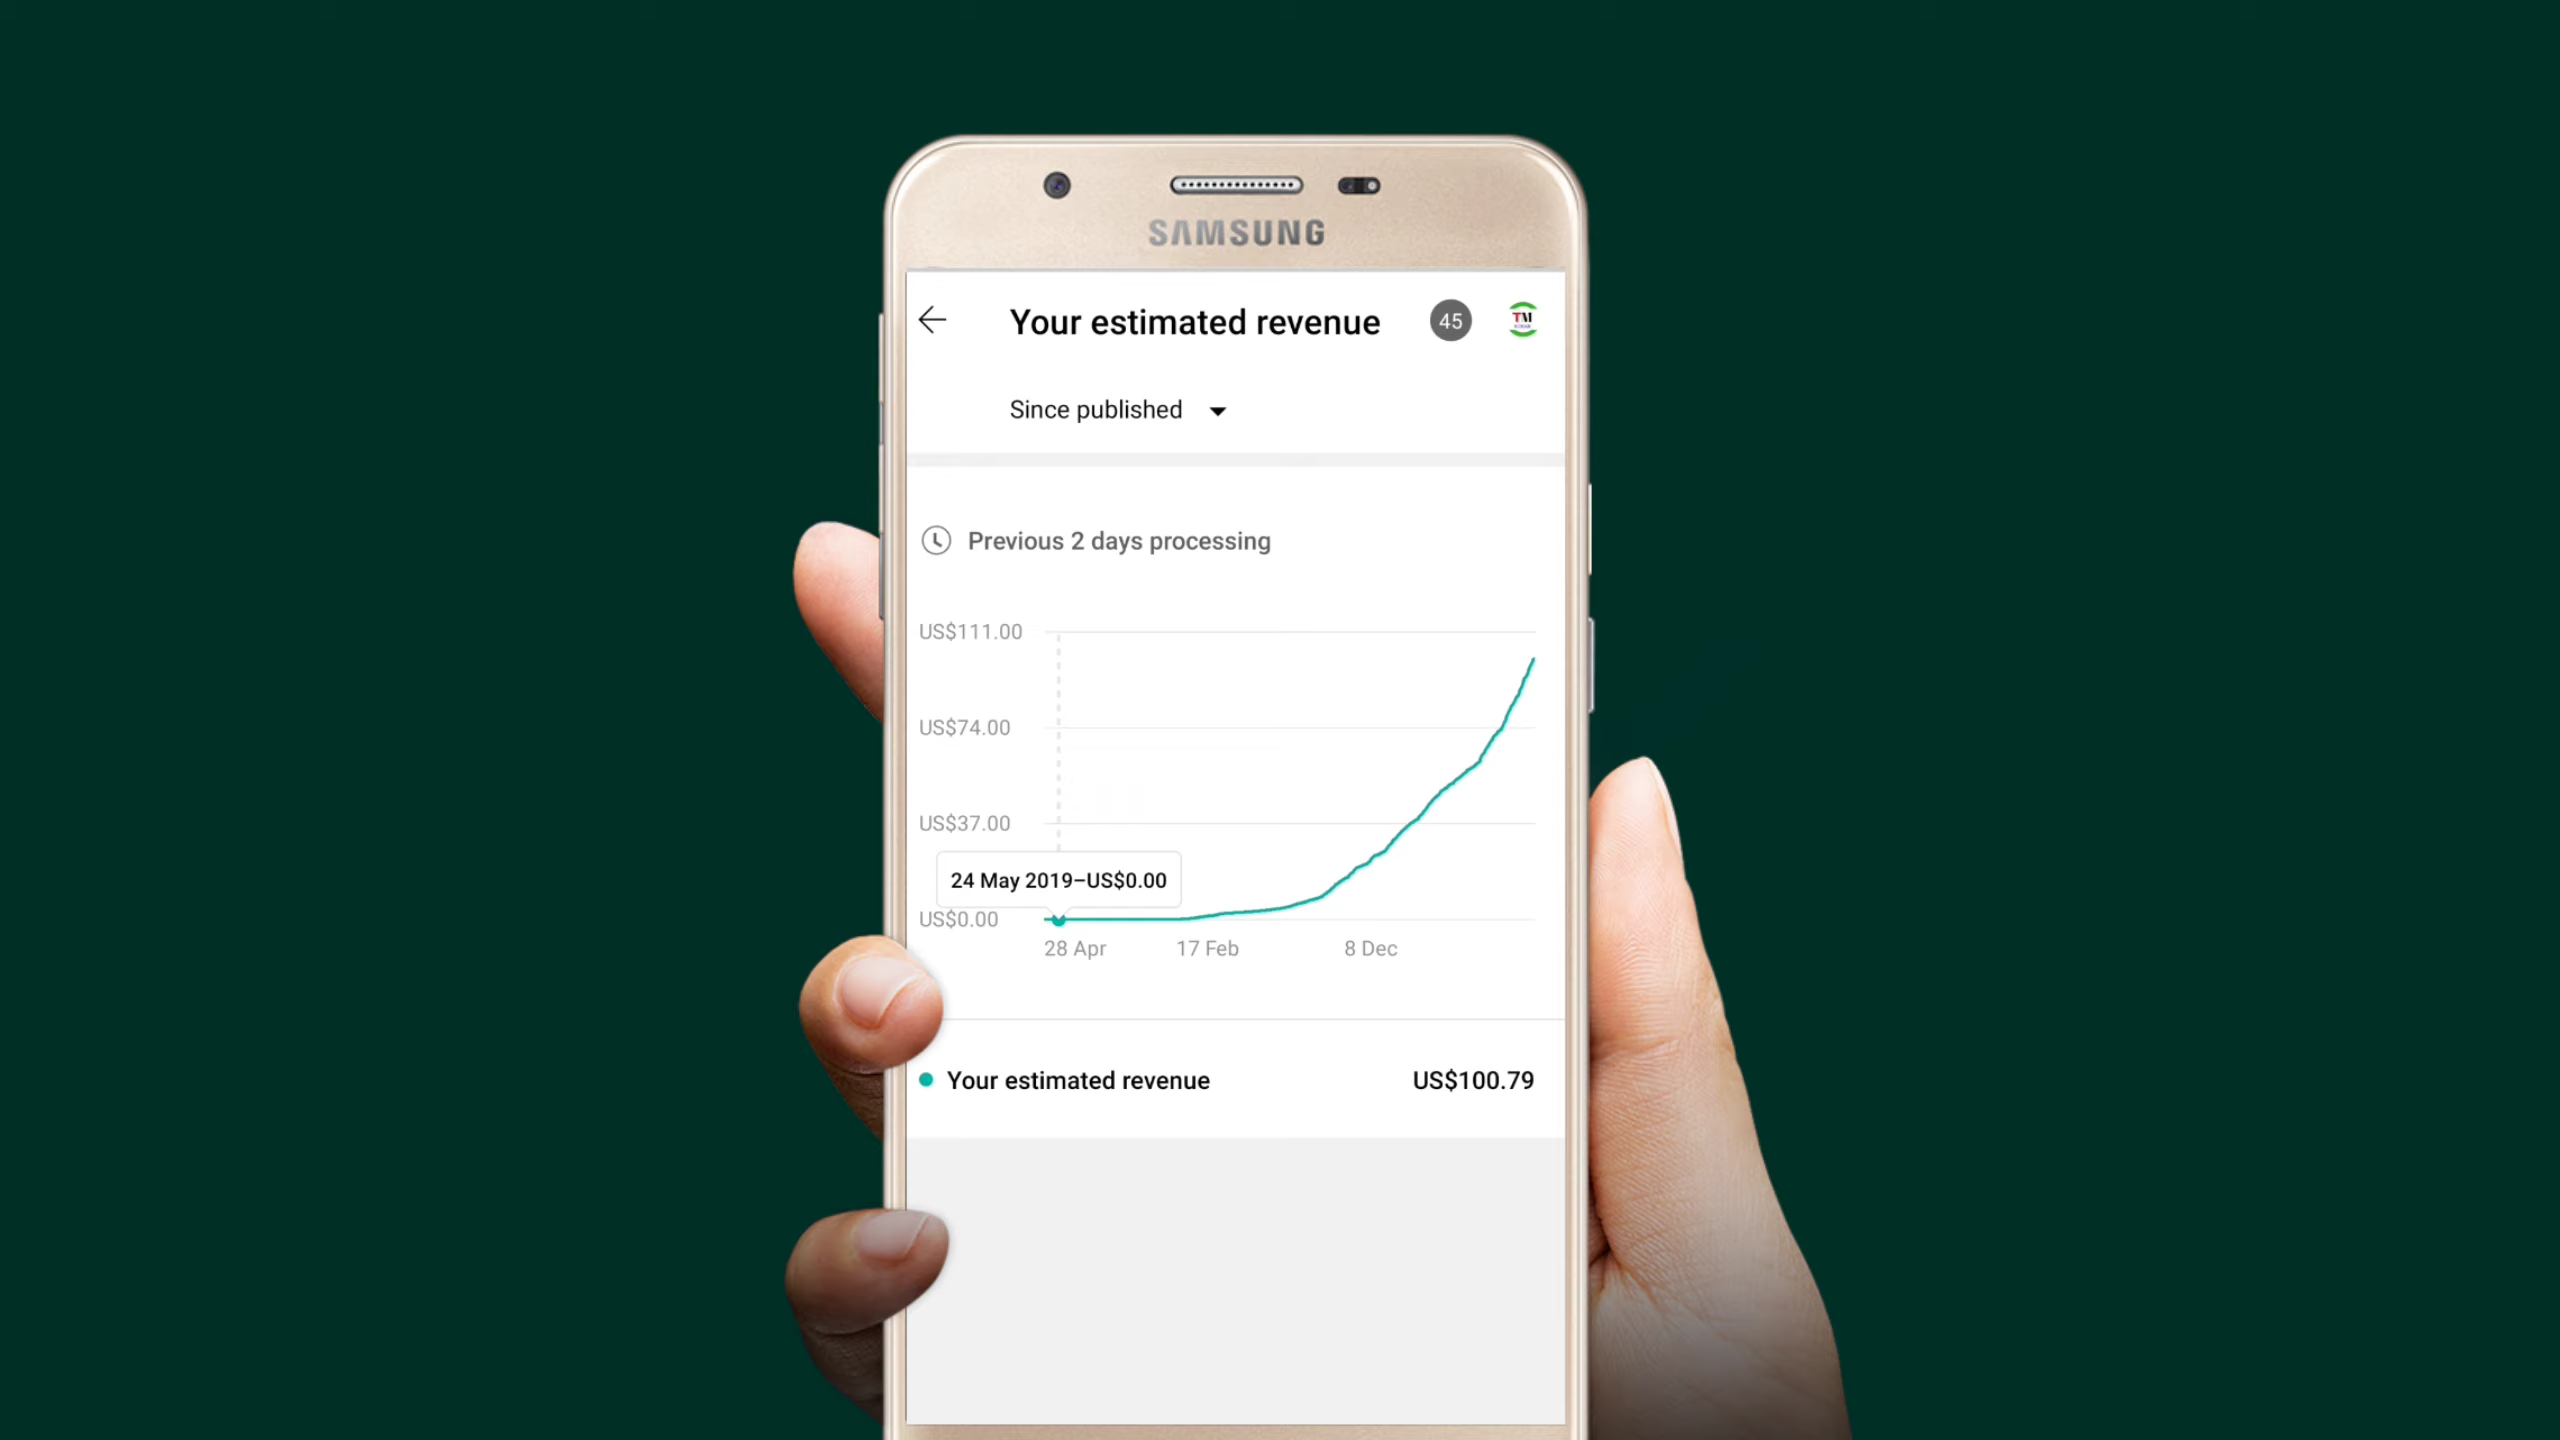 SAMSUNG
Your estimated revenue
45
TM
Since published
Previous 2 days processing
US$111.00
US$74.00
US$37.00
24 May 2019–US$0.00
US$0.00
28 Apr 17 Feb 8 Dec
Your estimated revenue US$100.79